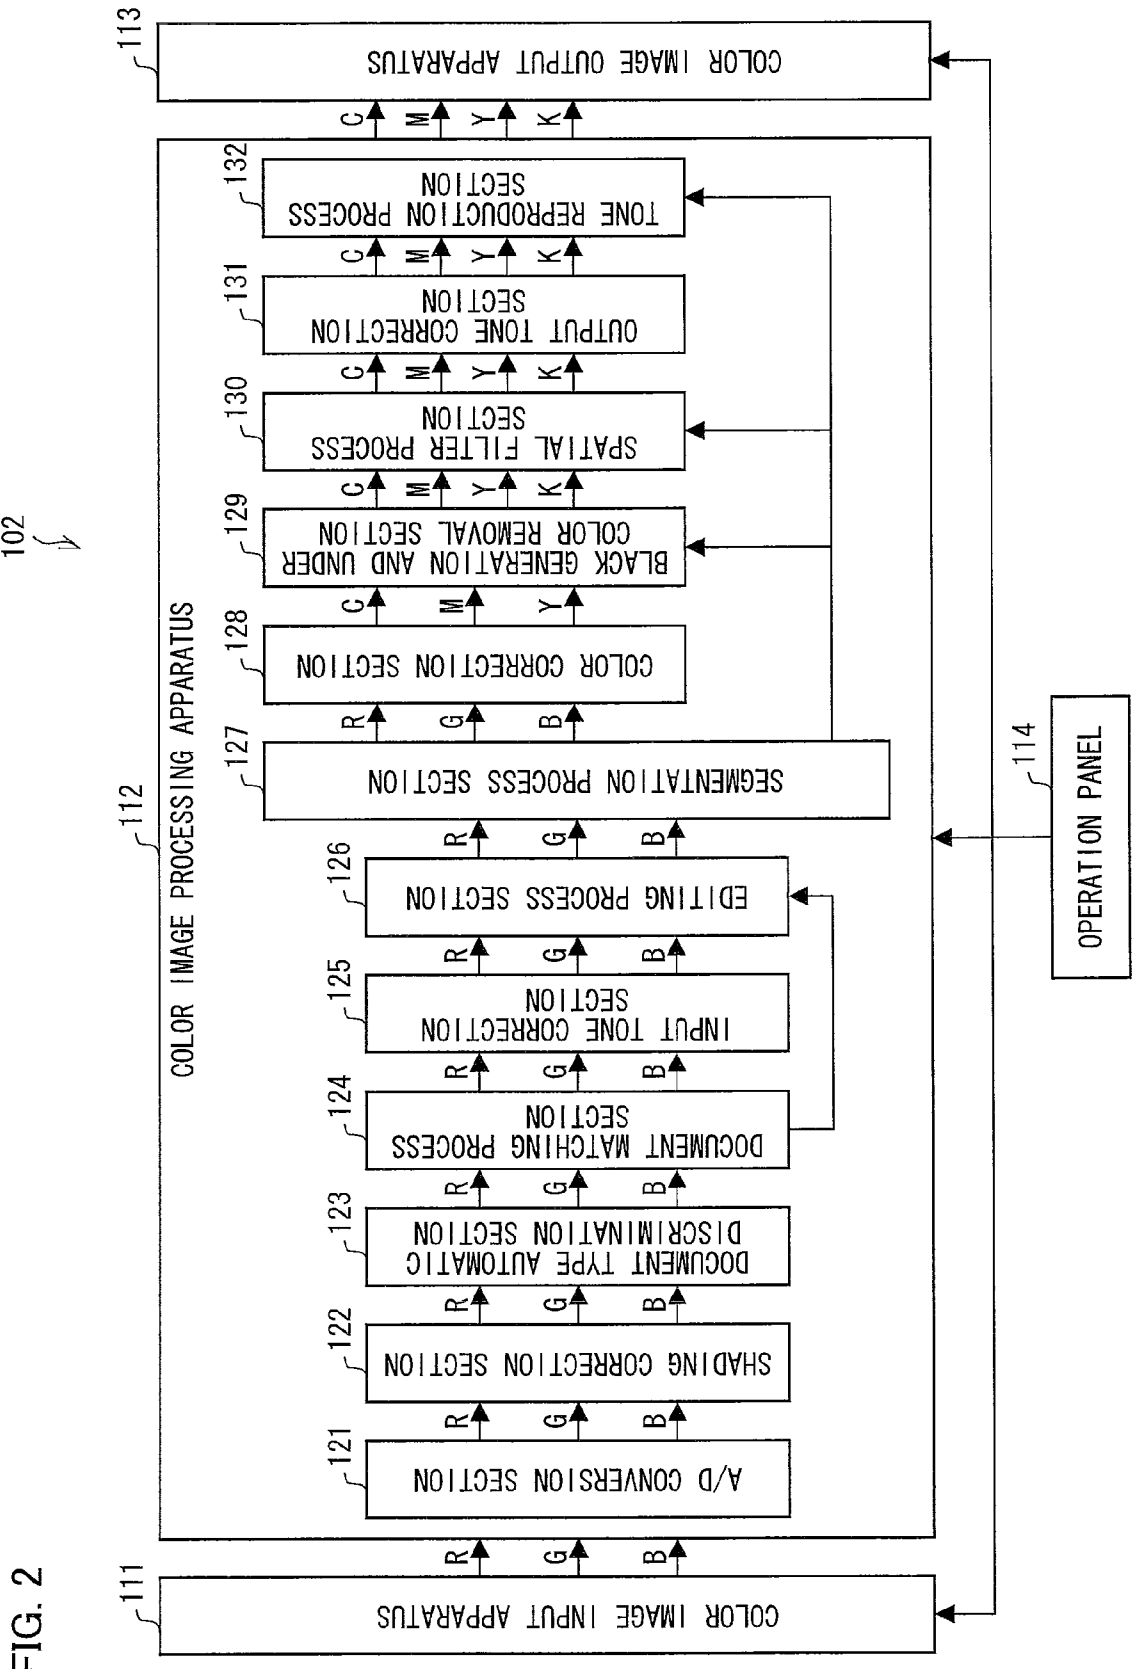 FIG. 2
102
111
COLOR IMAGE INPUT APPARATUS
R
G
B
112
COLOR IMAGE PROCESSING APPARATUS
121
A/D CONVERSION SECTION
R
G
B
122
SHADING CORRECTION SECTION
R
G
B
123
DOCUMENT TYPE AUTOMATIC
DISCRIMINATION SECTION
R
G
B
124
DOCUMENT MATCHING PROCESS
SECTION
R
G
B
125
INPUT TONE CORRECTION
SECTION
R
G
B
126
EDITING PROCESS SECTION
R
G
B
127
SEGMENTATION PROCESS SECTION
R
G
B
128
COLOR CORRECTION SECTION
C
M
Y
129
BLACK GENERATION AND UNDER
COLOR REMOVAL SECTION
C
M
Y
K
130
SPATIAL FILTER PROCESS
SECTION
C
M
Y
K
131
OUTPUT TONE CORRECTION
SECTION
C
M
Y
K
132
TONE REPRODUCTION PROCESS
SECTION
C
M
Y
K
113
COLOR IMAGE OUTPUT APPARATUS
114
OPERATION PANEL